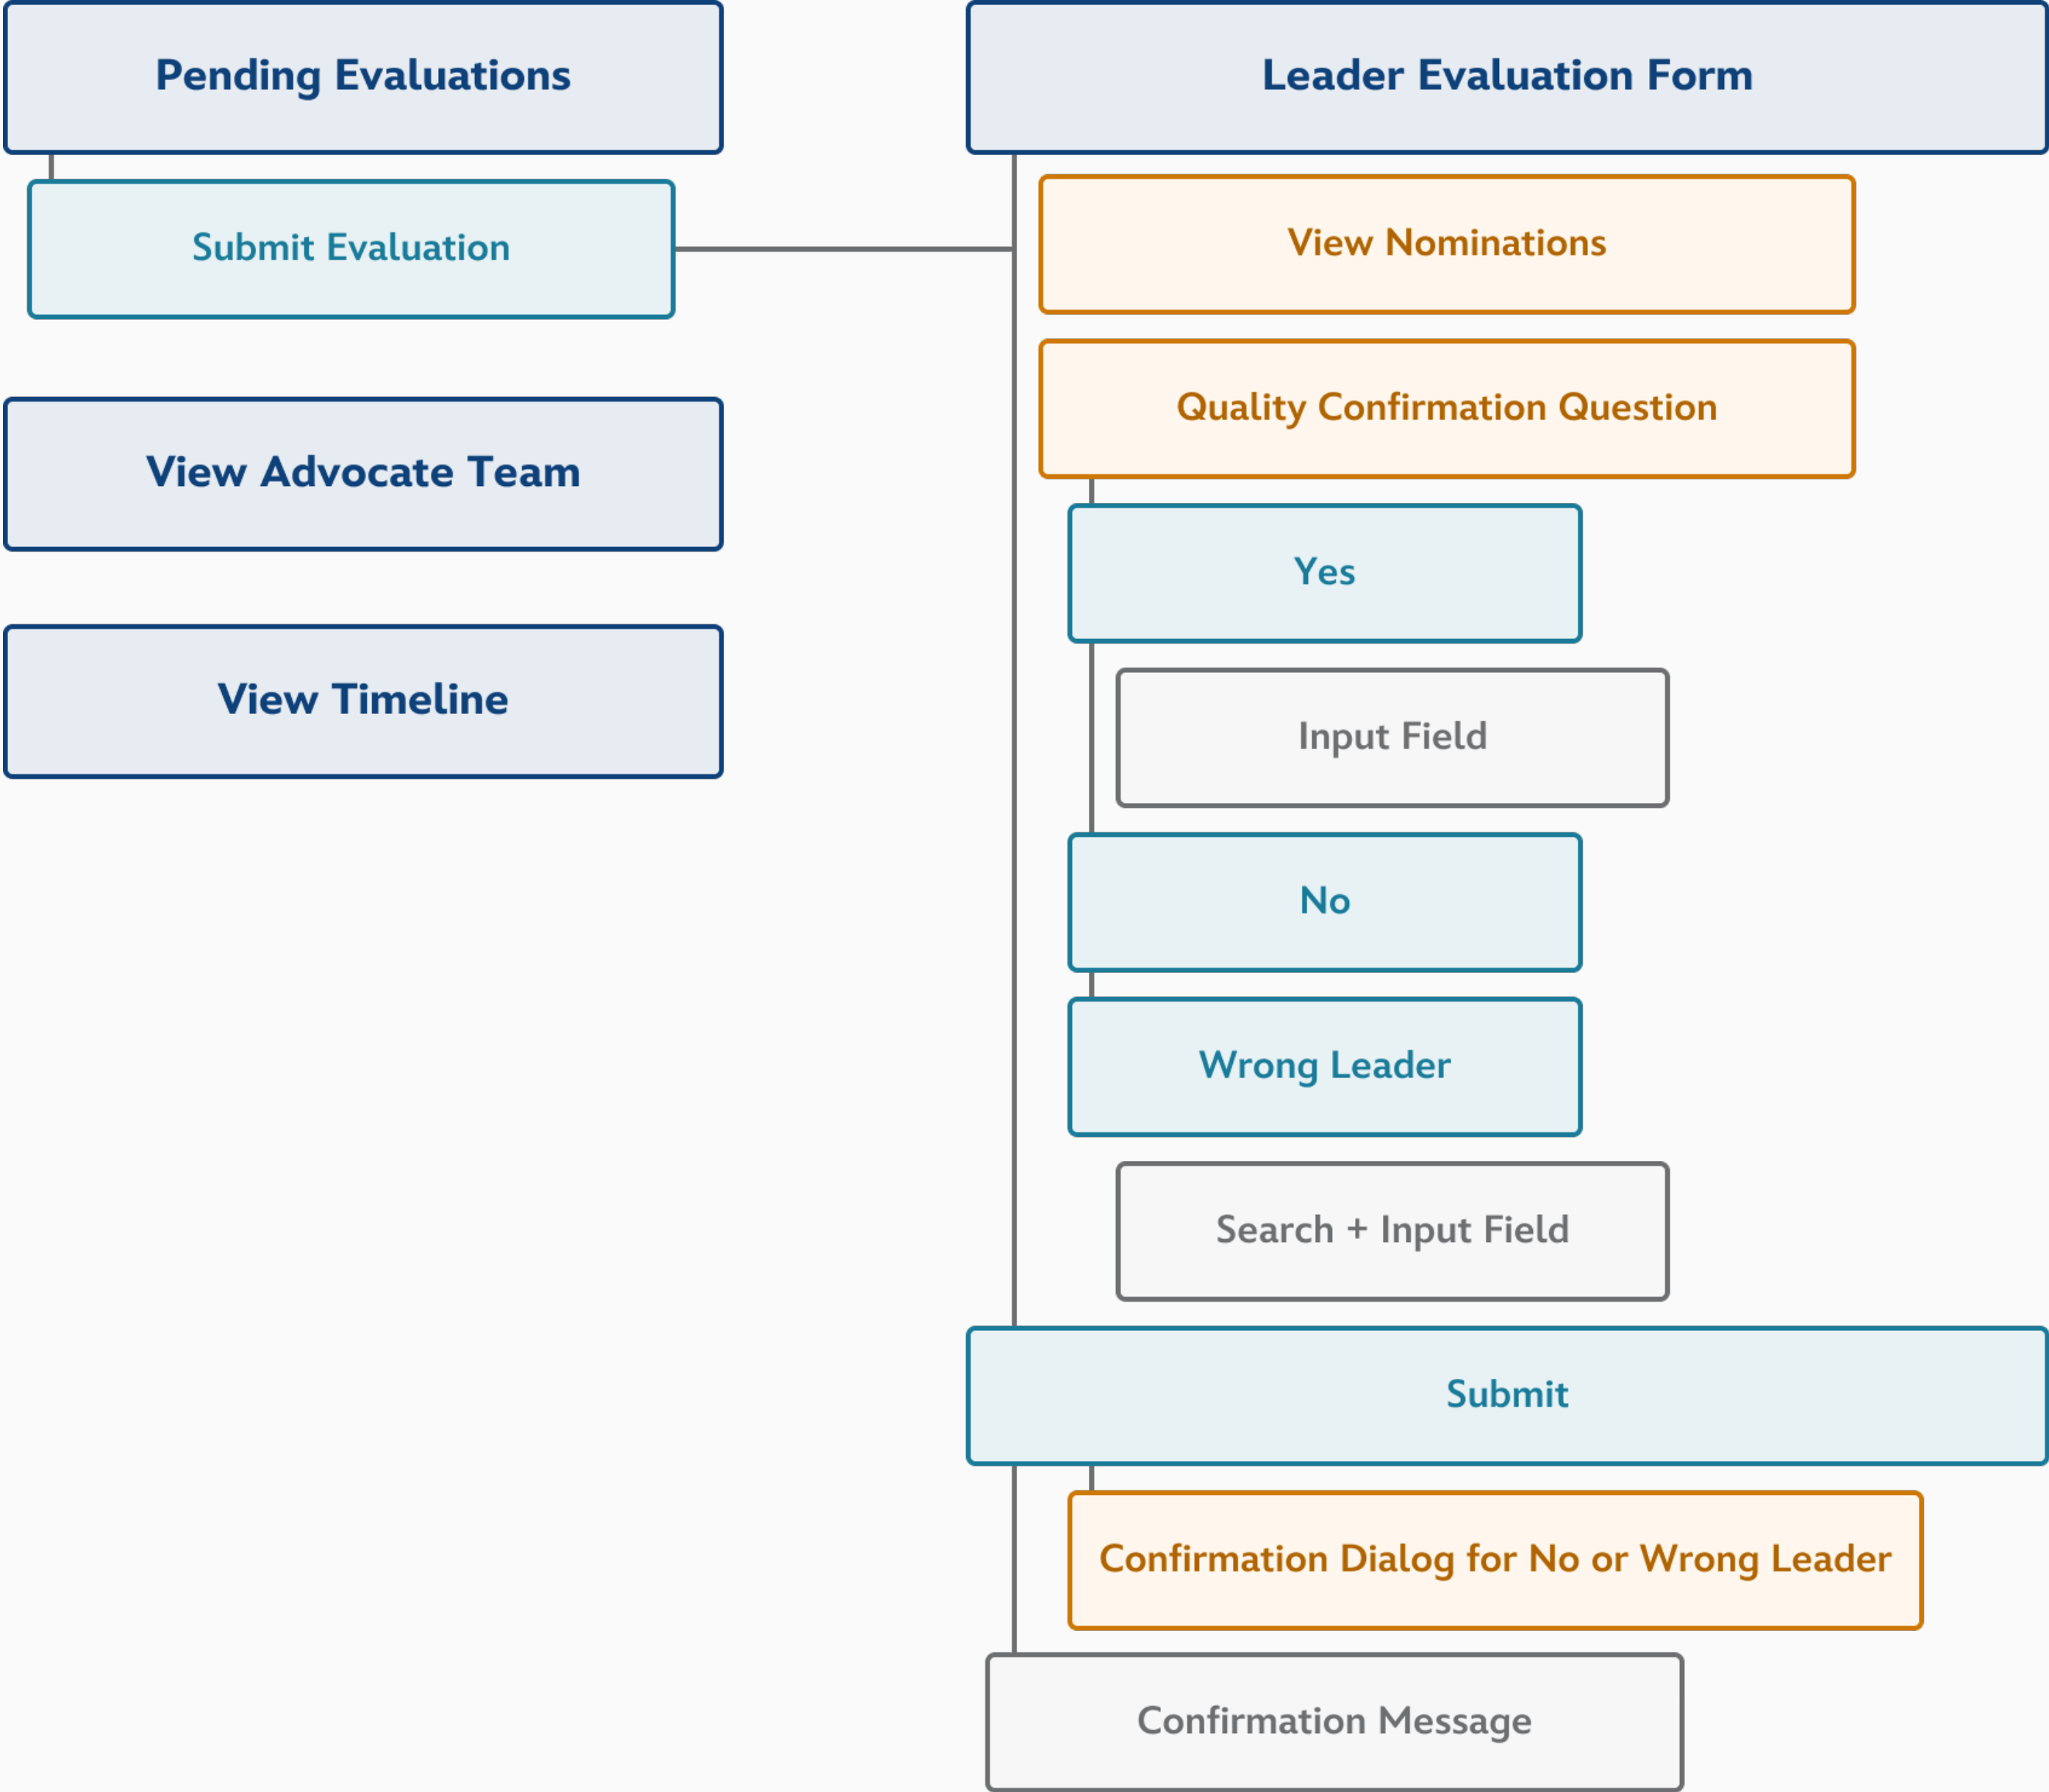 Pending Evaluations
Submit Evaluation
View Advocate Team
View Timeline
Leader Evaluation Form
View Nominations
Quality Confirmation Question
Yes
Input Field
No
Wrong Leader
Search + Input Field
Submit
Confirmation Dialog for No or Wrong Leader
Confirmation Message